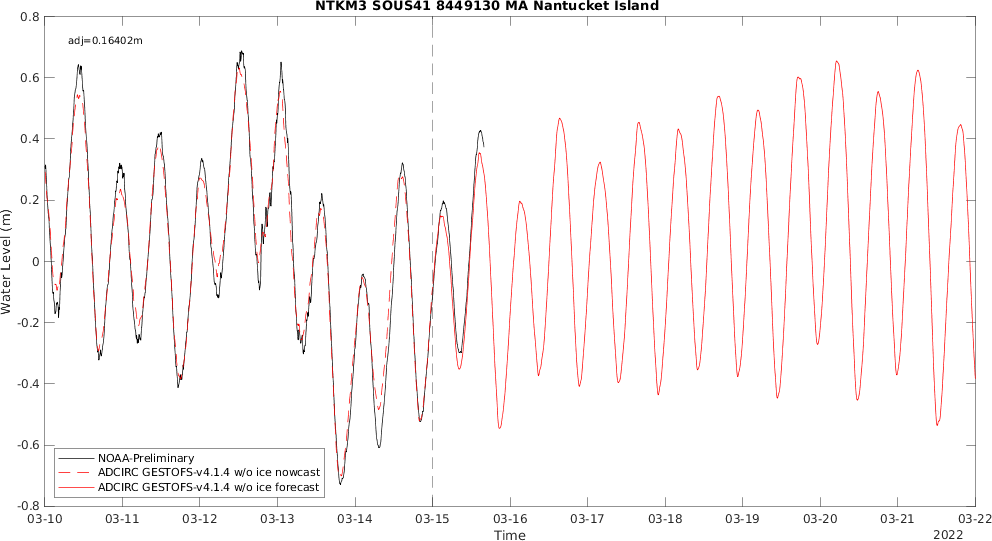 NTKM3 SOUS41 8449130 MA Nantucket Island
adj=0.16402m
0.8
0.6
0.4
0.2
0
-0.2
-0.4
-0.6
-0.8
Water Level (m)
NOAA-Preliminary
ADCIRC GESTOFS-v4.1.4 w/o ice nowcast
ADCIRC GESTOFS-v4.1.4 w/o ice forecast
03-10 03-11 03-12 03-13 03-14 03-15 03-16 03-17 03-18 03-19 03-20 03-21 03-22
Time
2022